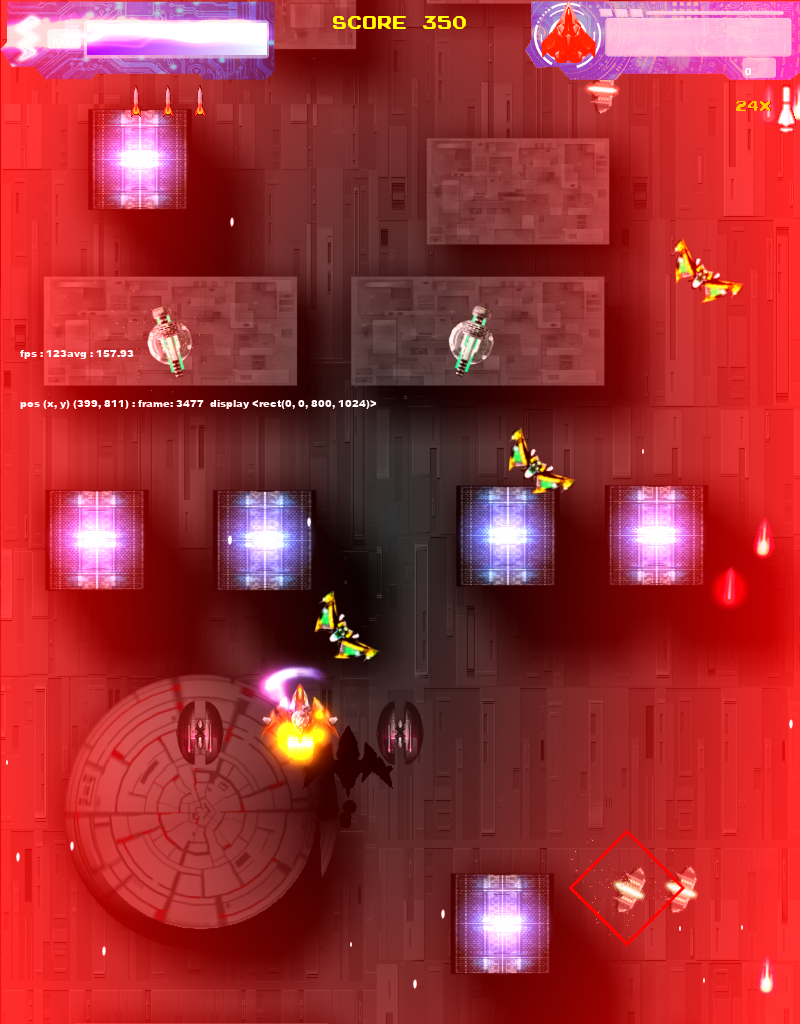 SCORE 350
0
24X
fps : 123avg : 157.93
pos (x, y) (399, 811) : frame: 3477 display <rect(0, 0, 800, 1024)>